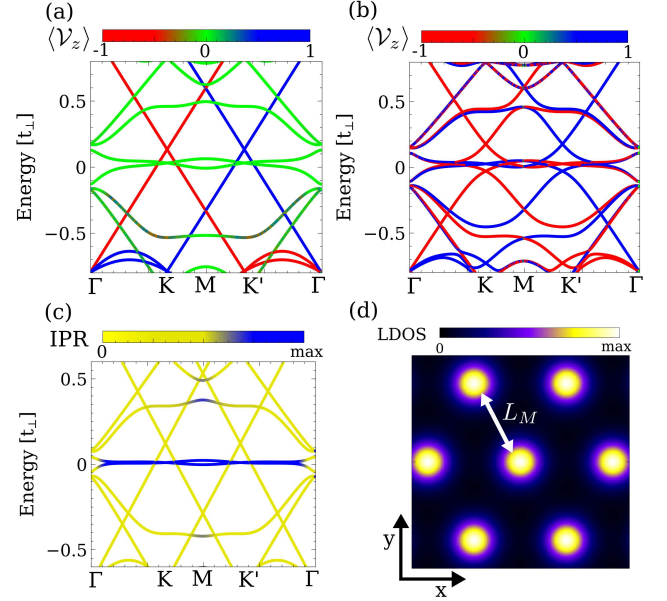 (a)
⟨𝒱z⟩
-1 0 1
Energy [t⊥]
0.5
0
−0.5
Γ K M K' Γ
(b)
⟨𝒱z⟩
-1 0 1
Energy [t⊥]
0.5
0
−0.5
Γ K M K' Γ
(c)
IPR
0 max
Energy [t⊥]
0.5
0
−0.5
Γ K M K' Γ
(d)
LDOS
0 max
L_M
y
x